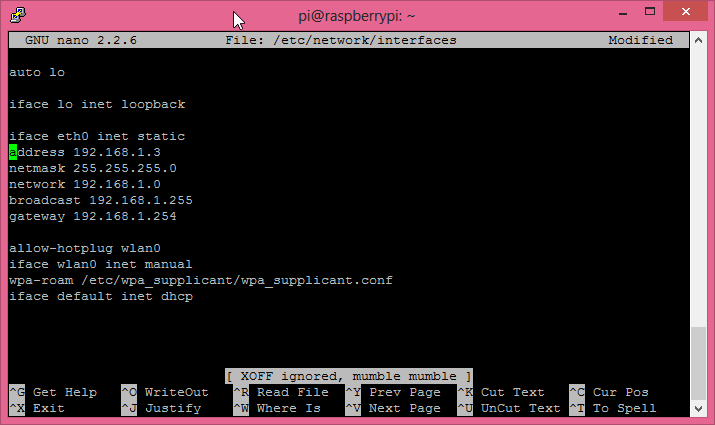 pi@raspberrypi: ~
GNU nano 2.2.6 File: /etc/network/interfaces Modified
auto lo
iface lo inet loopback
iface eth0 inet static
address 192.168.1.3
netmask 255.255.255.0
network 192.168.1.0
broadcast 192.168.1.255
gateway 192.168.1.254
allow-hotplug wlan0
iface wlan0 inet manual
wpa-roam /etc/wpa_supplicant/wpa_supplicant.conf
iface default inet dhcp
[ XOFF ignored, mumble mumble ]
^G Get Help ^O WriteOut ^R Read File ^Y Prev Page ^K Cut Text ^C Cur Pos
^X Exit ^J Justify ^W Where Is ^V Next Page ^U UnCut Text ^T To Spell